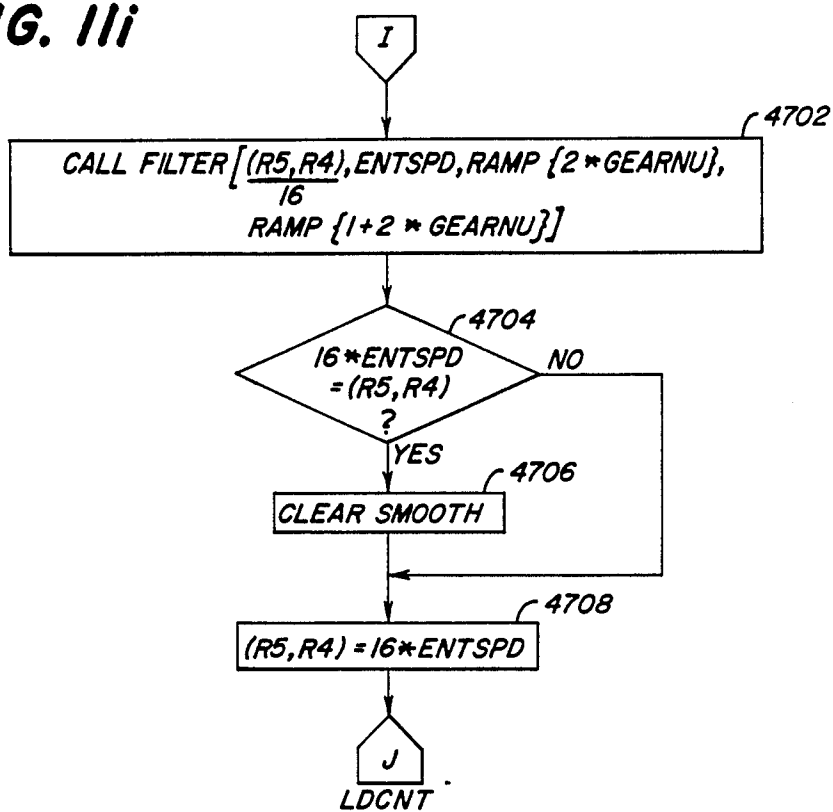 G. 11i
I
4702
CALL FILTER [(R5,R4),ENTSPD,RAMP {2*GEARNU},
16
RAMP {1+2*GEARNU}]
4704
16*ENTSPD
=(R5,R4)
?
NO
YES
4706
CLEAR SMOOTH
4708
(R5,R4)=16*ENTSPD
J
LDCNT